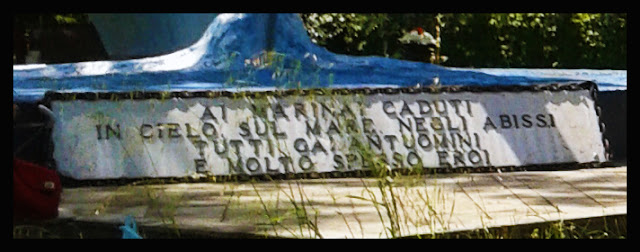 AI MARINAI CADUTI
IN CIELO, SUL MARE, NEGLI ABISSI
TUTTI GALANTUOMINI
E MOLTO SPESSO EROI